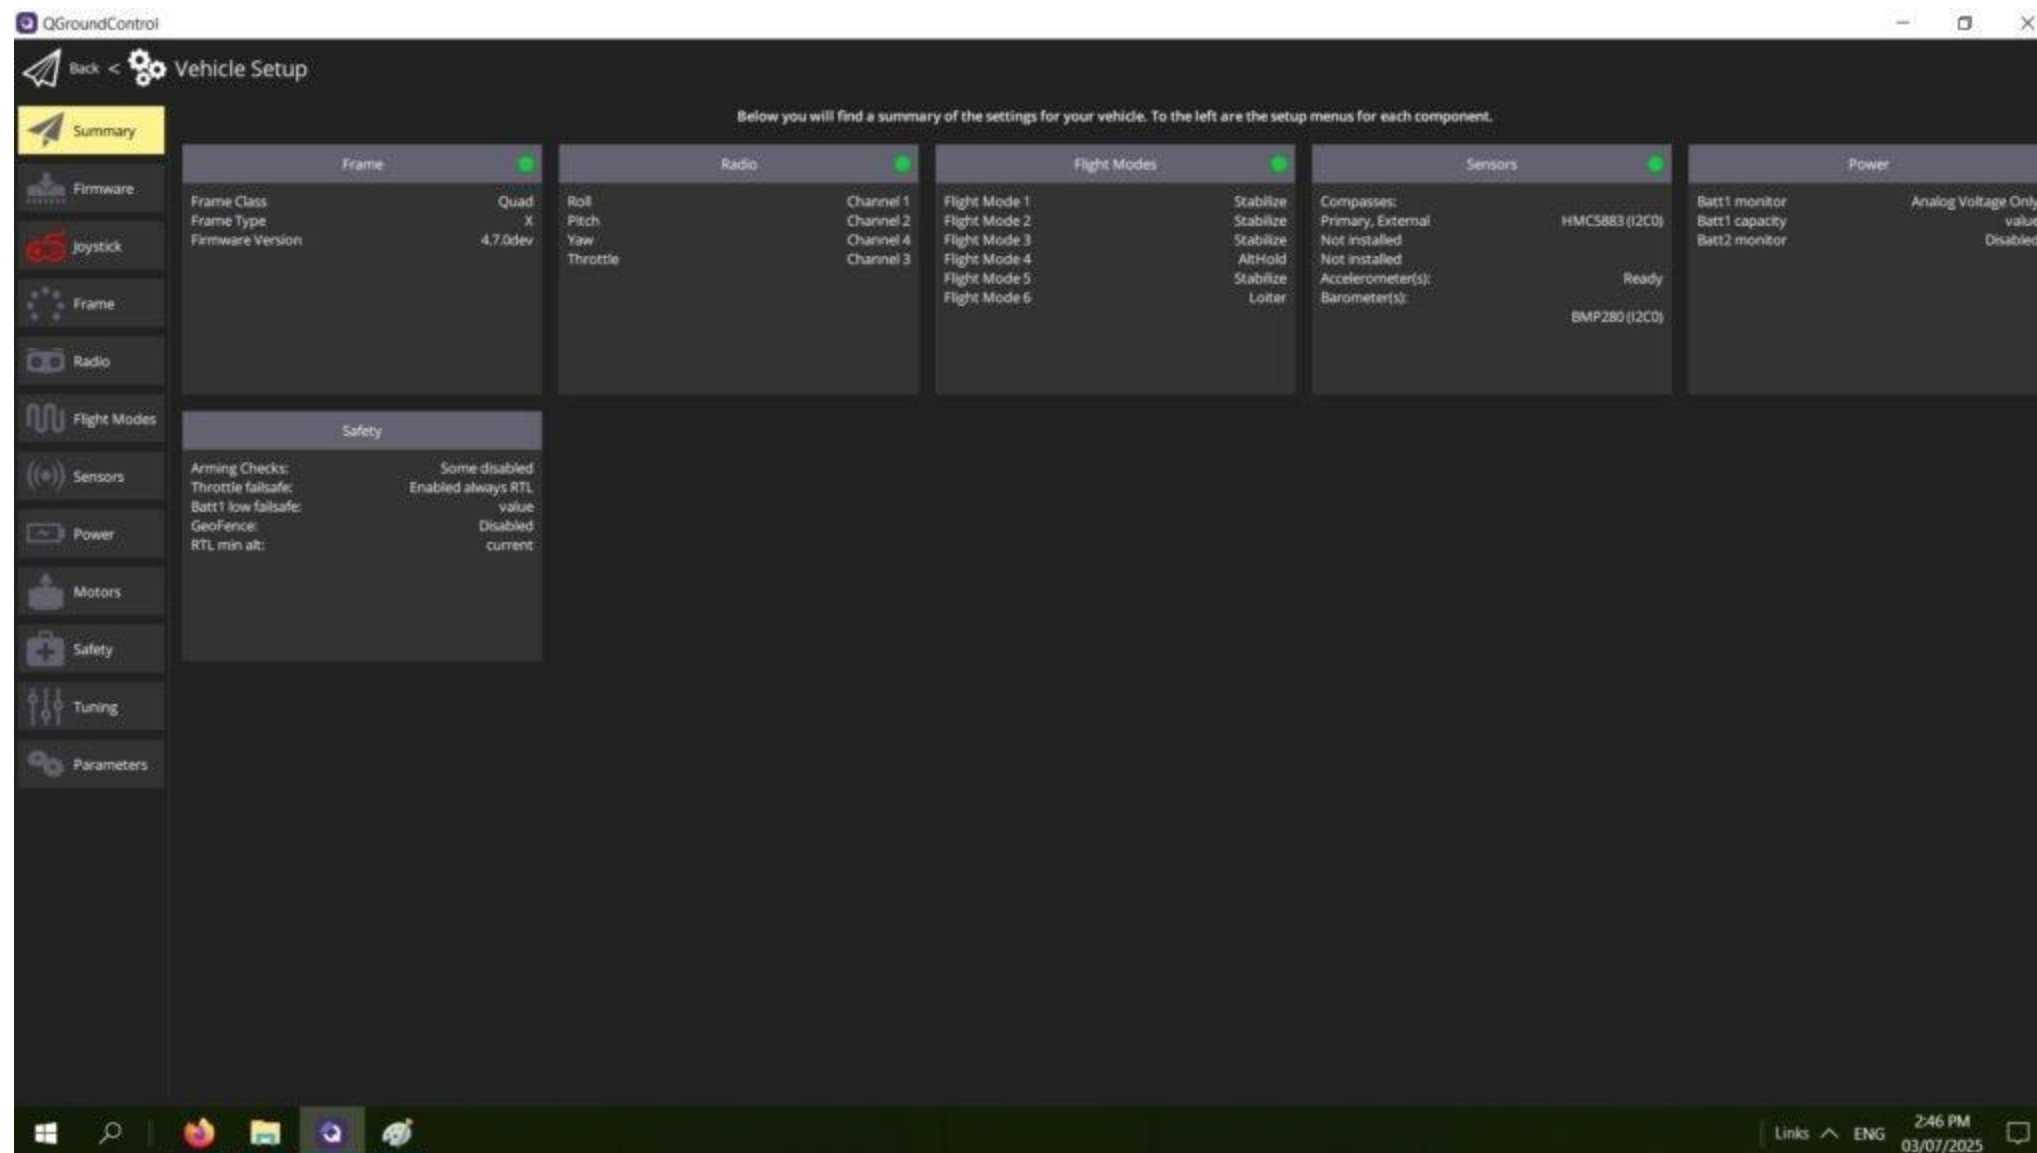 QGroundControl
Back < Vehicle Setup
Below you will find a summary of the settings for your vehicle. To the left are the setup menus for each component.
Summary
Firmware
Joystick
Frame
Radio
Flight Modes
Sensors
Power
Motors
Safety
Tuning
Parameters
Frame
Frame Class Quad
Frame Type X
Firmware Version 4.7.0dev
Radio
Roll Channel 1
Pitch Channel 2
Yaw Channel 4
Throttle Channel 3
Flight Modes
Flight Mode 1 Stabilize
Flight Mode 2 Stabilize
Flight Mode 3 Stabilize
Flight Mode 4 AltHold
Flight Mode 5 Stabilize
Flight Mode 6 Loiter
Sensors
Compasses:
Primary, External HMC5883 (I2C0)
Not installed
Not installed
Accelerometer(s): Ready
Barometer(s):
BMP280 (I2C0)
Power
Batt1 monitor Analog Voltage Only
Batt1 capacity value
Batt2 monitor Disabled
Safety
Arming Checks: Some disabled
Throttle failsafe: Enabled always RTL
Batt1 low failsafe: value
GeoFence: Disabled
RTL min alt: current
Links ENG
2:46 PM
03/07/2025